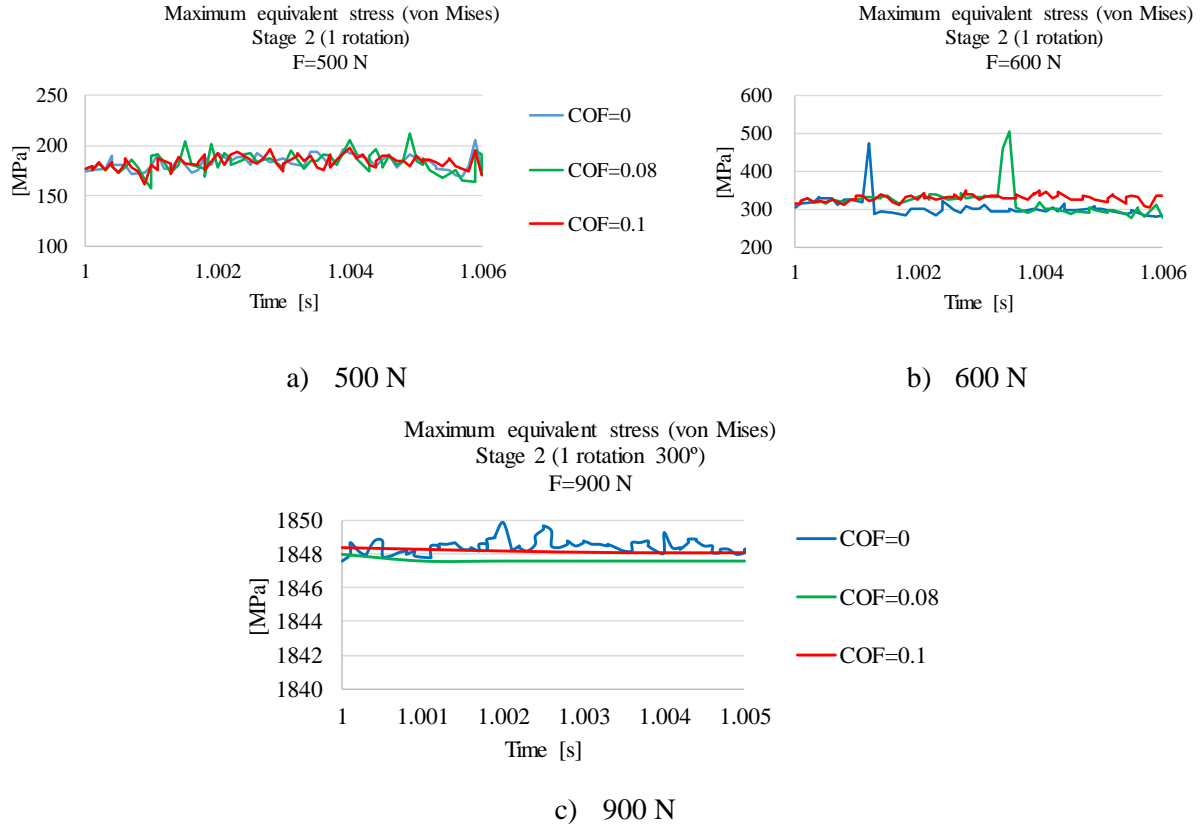 Maximum equivalent stress (von Mises)
Stage 2 (1 rotation)
F=500 N
250
200
150
100
[MPa]
1
1.002
1.004
1.006
Time [s]
COF=0
COF=0.08
COF=0.1
a) 500 N
Maximum equivalent stress (von Mises)
Stage 2 (1 rotation)
F=600 N
600
500
400
300
200
[MPa]
1
1.002
1.004
1.006
Time [s]
b) 600 N
Maximum equivalent stress (von Mises)
Stage 2 (1 rotation 300º)
F=900 N
1850
1848
1846
1844
1842
1840
[MPa]
1
1.001
1.002
1.003
1.004
1.005
Time [s]
COF=0
COF=0.08
COF=0.1
c) 900 N